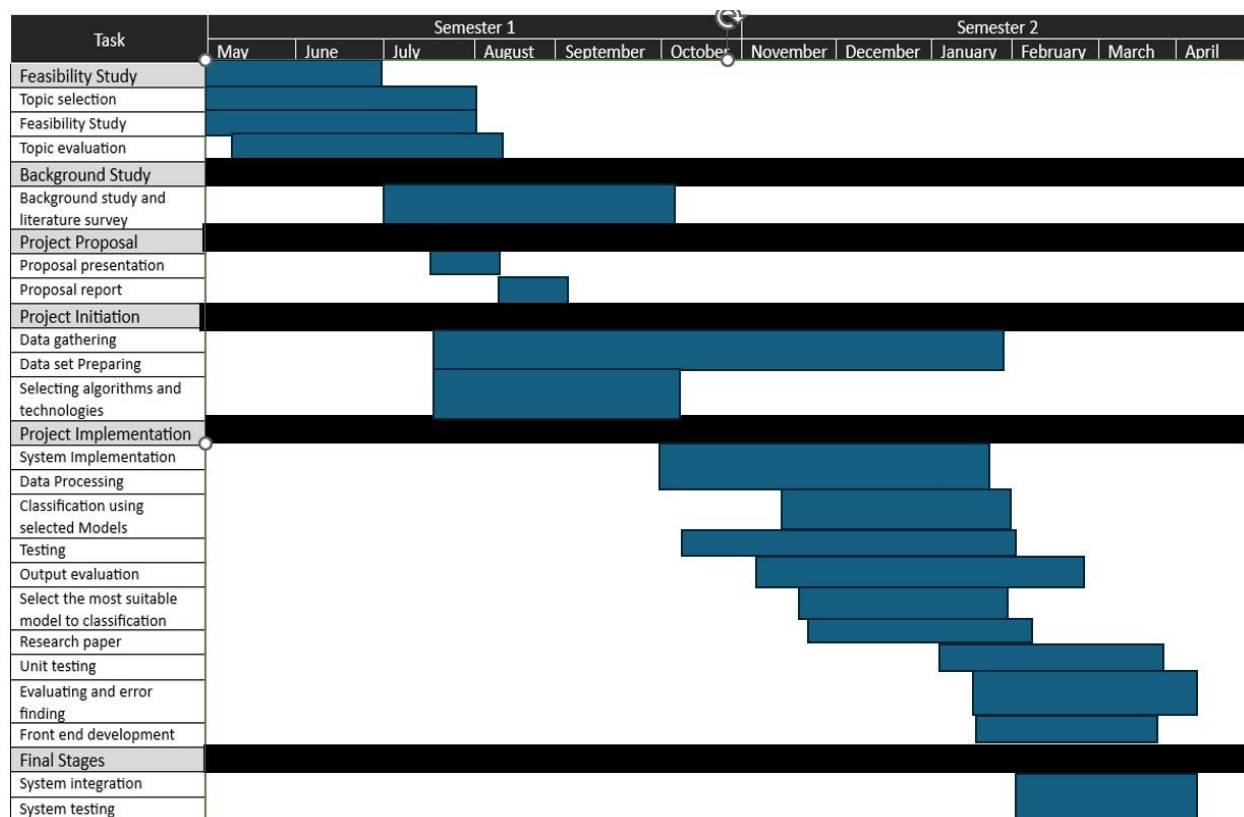 Task
Semester 1
Semester 2
May
June
July
August
September
October
November
December
January
February
March
April
Feasibility Study
Topic selection
Feasibility Study
Topic evaluation
Background Study
Background study and
literature survey
Project Proposal
Proposal presentation
Proposal report
Project Initiation
Data gathering
Data set Preparing
Selecting algorithms and
technologies
Project Implementation
System Implementation
Data Processing
Classification using
selected Models
Testing
Output evaluation
Select the most suitable
model to classification
Research paper
Unit testing
Evaluating and error
finding
Front end development
Final Stages
System integration
System testing